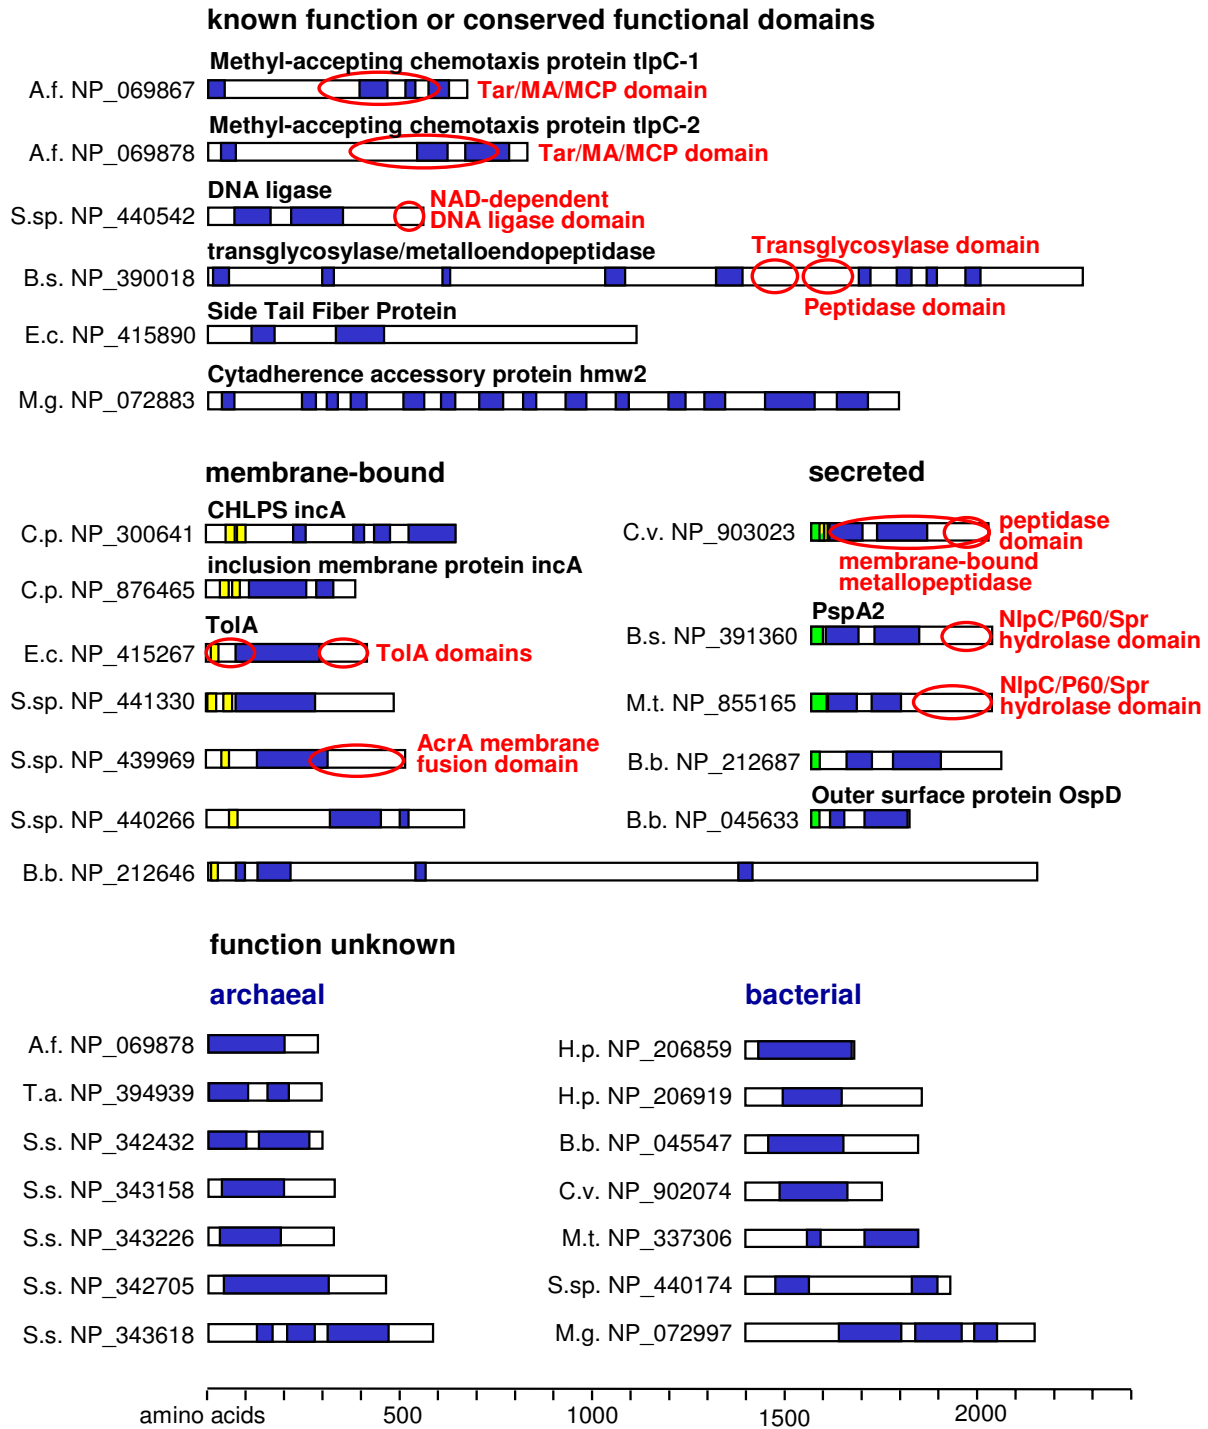 known function or conserved functional domains
Methyl-accepting chemotaxis protein tlpC-1
A.f. NP_069867
Tar/MA/MCP domain
Methyl-accepting chemotaxis protein tlpC-2
A.f. NP_069878
Tar/MA/MCP domain
DNA ligase
S.sp. NP_440542
NAD-dependent
DNA ligase domain
transglycosylase/metalloendopeptidase
Transglycosylase domain
B.s. NP_390018
Peptidase domain
Side Tail Fiber Protein
E.c. NP_415890
Cytadherence accessory protein hmw2
M.g. NP_072883
membrane-bound
CHLPS incA
C.p. NP_300641
inclusion membrane protein incA
C.p. NP_876465
TolA
E.c. NP_415267
TolA domains
S.sp. NP_441330
S.sp. NP_439969
AcrA membrane
fusion domain
S.sp. NP_440266
B.b. NP_212646
secreted
C.v. NP_903023
peptidase
domain
membrane-bound
metallopeptidase
PspA2
B.s. NP_391360
NlpC/P60/Spr
hydrolase domain
M.t. NP_855165
NlpC/P60/Spr
hydrolase domain
B.b. NP_212687
Outer surface protein OspD
B.b. NP_045633
function unknown
archaeal
A.f. NP_069878
T.a. NP_394939
S.s. NP_342432
S.s. NP_343158
S.s. NP_343226
S.s. NP_342705
S.s. NP_343618
bacterial
H.p. NP_206859
H.p. NP_206919
B.b. NP_045547
C.v. NP_902074
M.t. NP_337306
S.sp. NP_440174
M.g. NP_072997
amino acids 500 1000 1500 2000